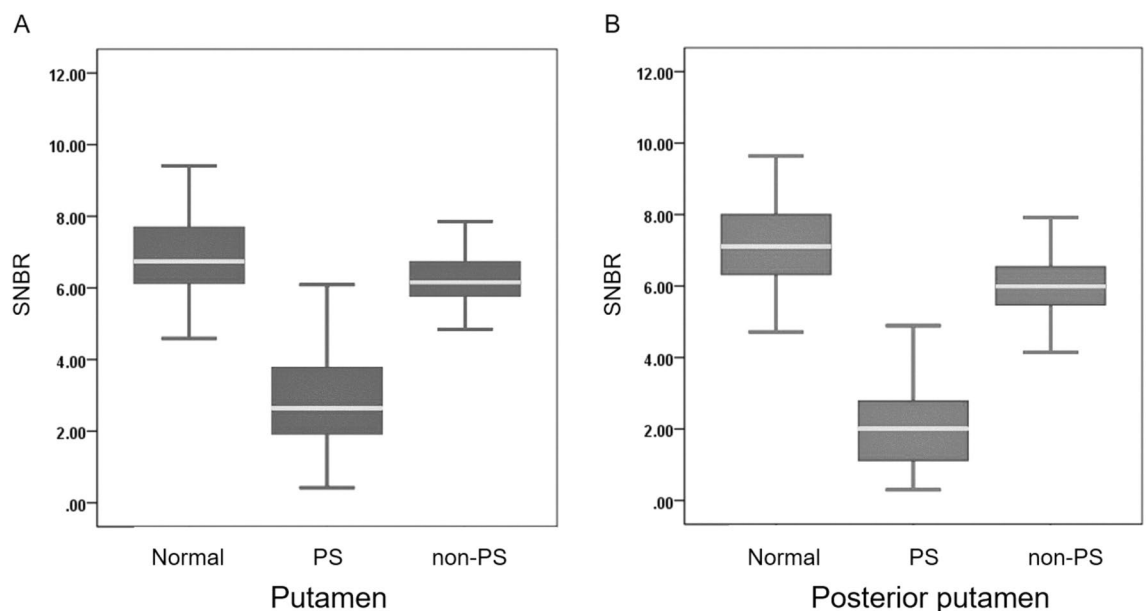 A
12.00
10.00
8.00
6.00
4.00
2.00
.00
SNBR
Normal PS non-PS
Putamen
B
12.00
10.00
8.00
6.00
4.00
2.00
.00
SNBR
Normal PS non-PS
Posterior putamen